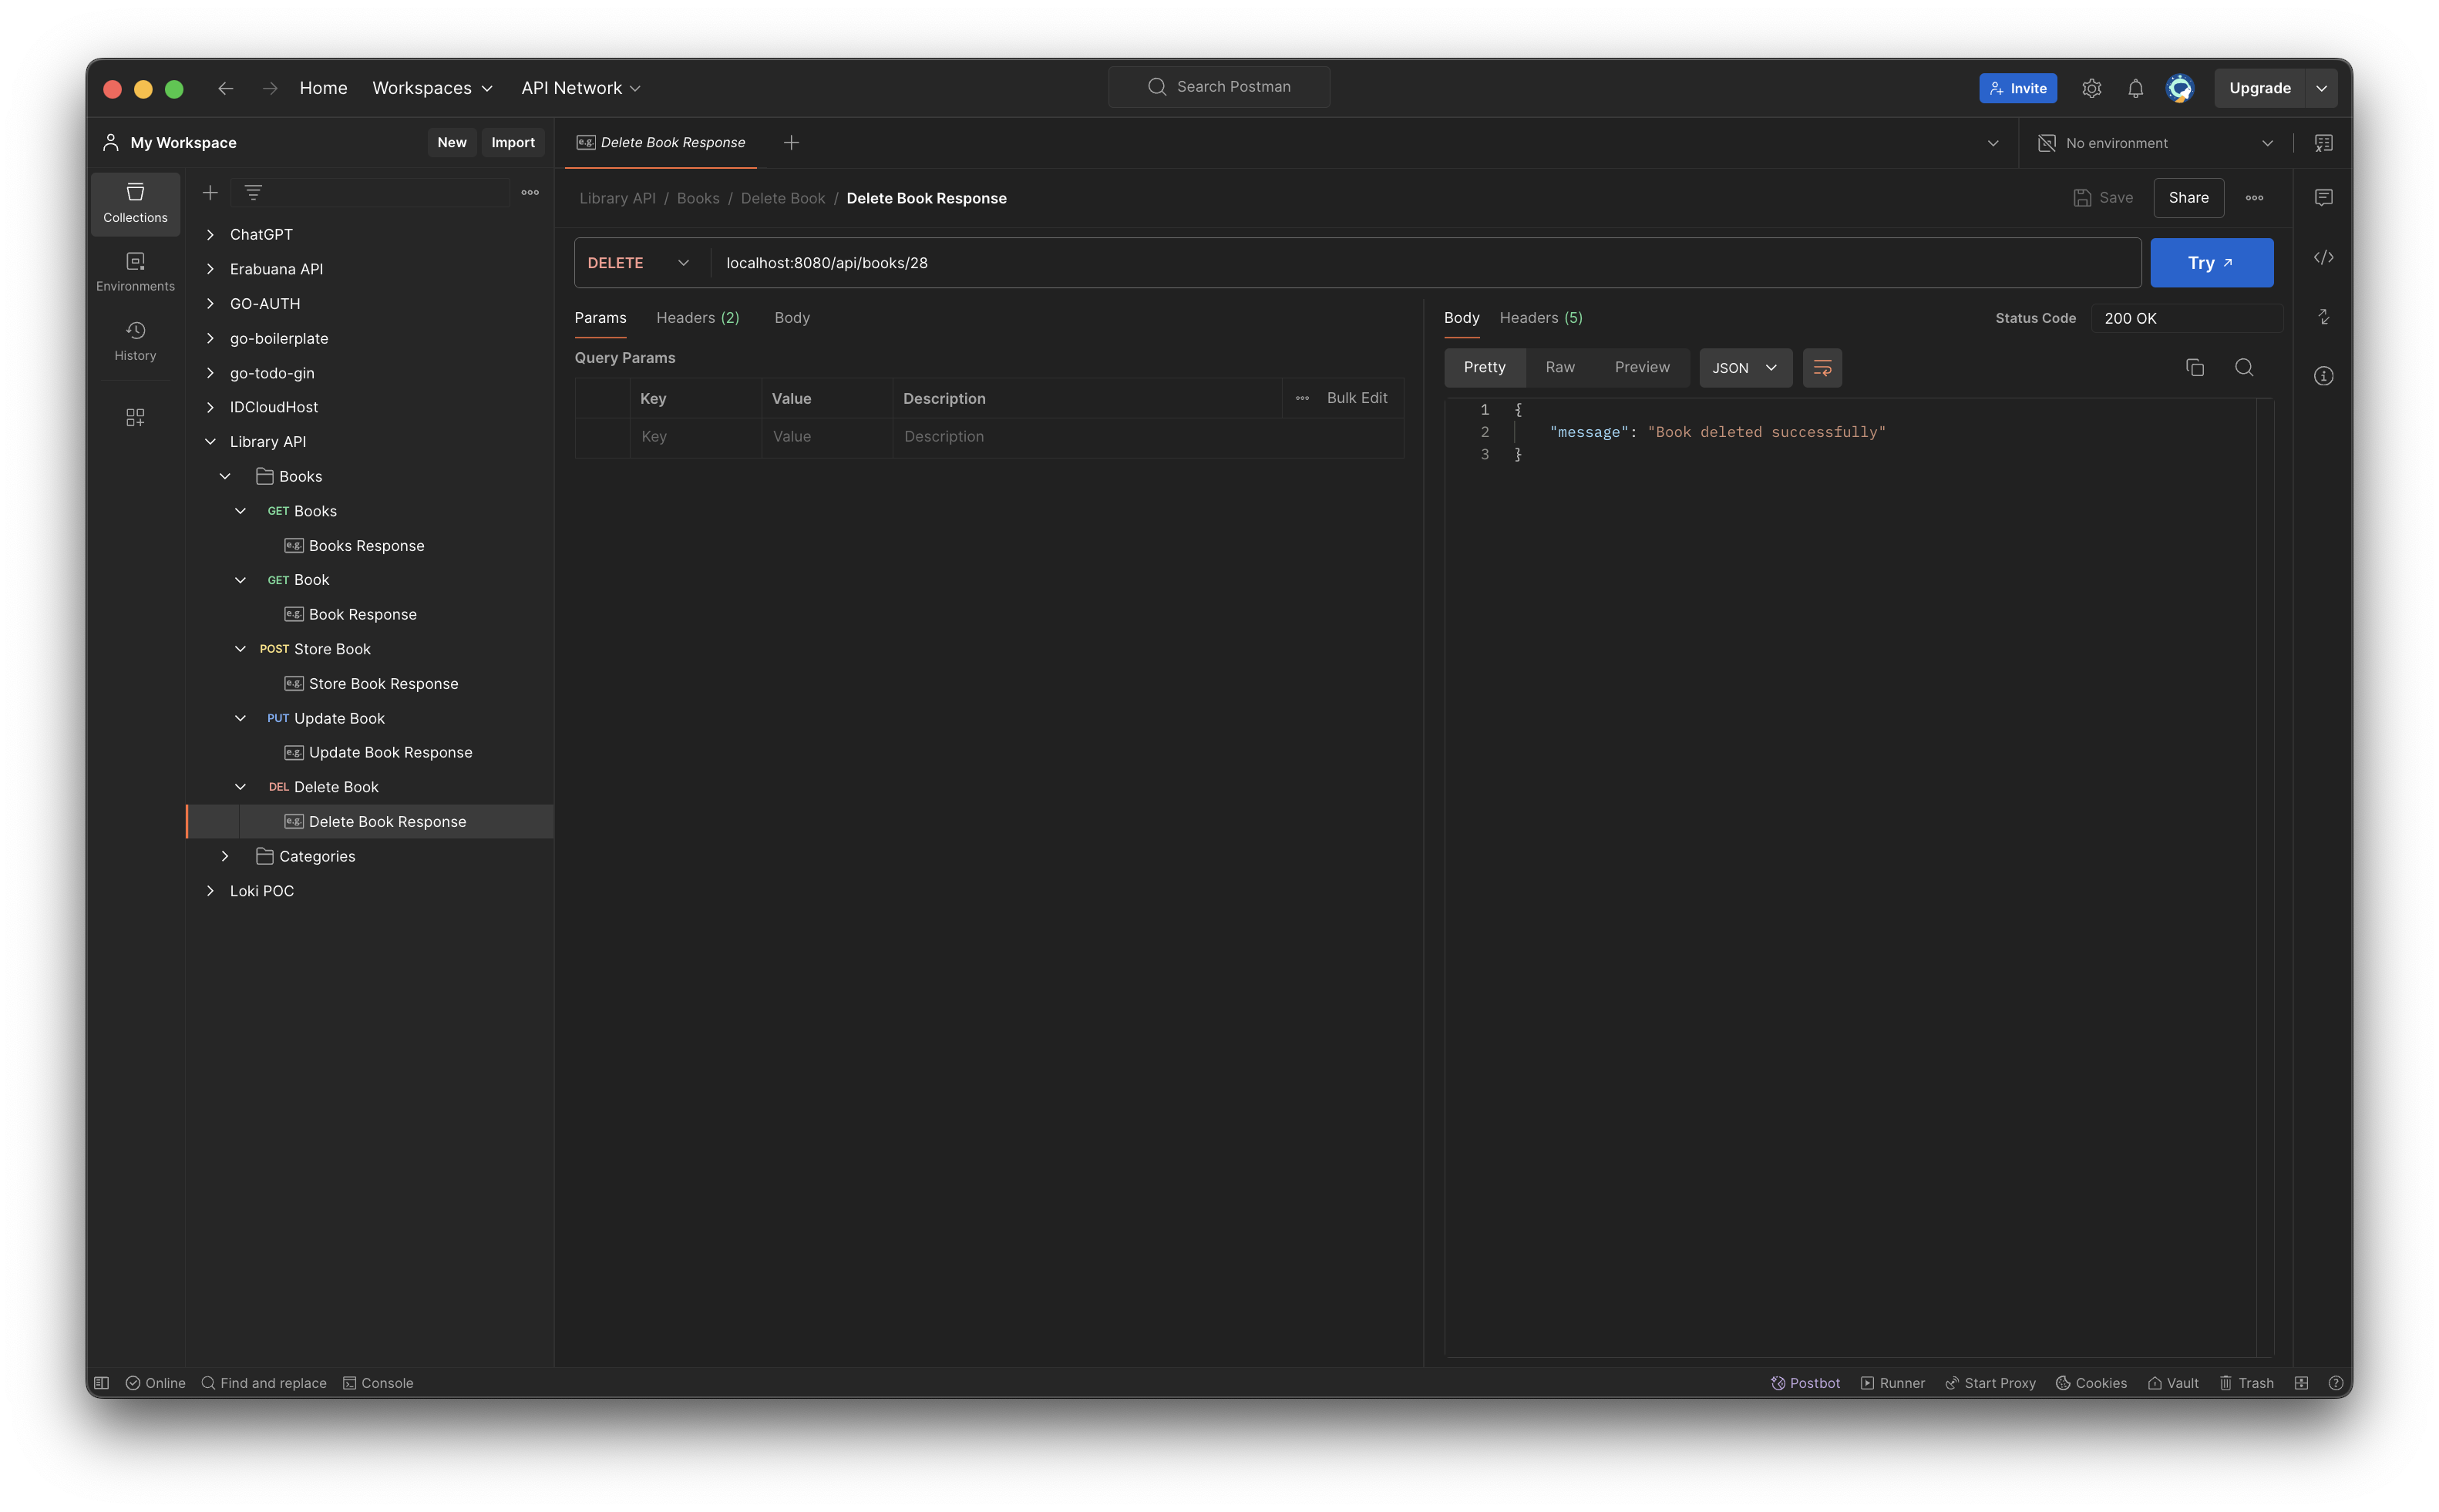 Home Workspaces API Network
Search Postman
Invite
Upgrade
My Workspace
New Import
Delete Book Response
No environment
Collections
Environments
History
ChatGPT
Erabuana API
GO-AUTH
go-boilerplate
go-todo-gin
IDCloudHost
Library API
Books
GET Books
e.g. Books Response
GET Book
e.g. Book Response
POST Store Book
e.g. Store Book Response
PUT Update Book
e.g. Update Book Response
DEL Delete Book
e.g. Delete Book Response
Categories
Loki POC
Library API / Books / Delete Book / Delete Book Response
Save Share
DELETE localhost:8080/api/books/28
Try
Params Headers (2) Body
Query Params
Key Value Description Bulk Edit
Key Value Description
Body Headers (5)
Status Code 200 OK
Pretty Raw Preview JSON
1 {
2 "message": "Book deleted successfully"
3 }
Online Find and replace Console
Postbot Runner Start Proxy Cookies Vault Trash